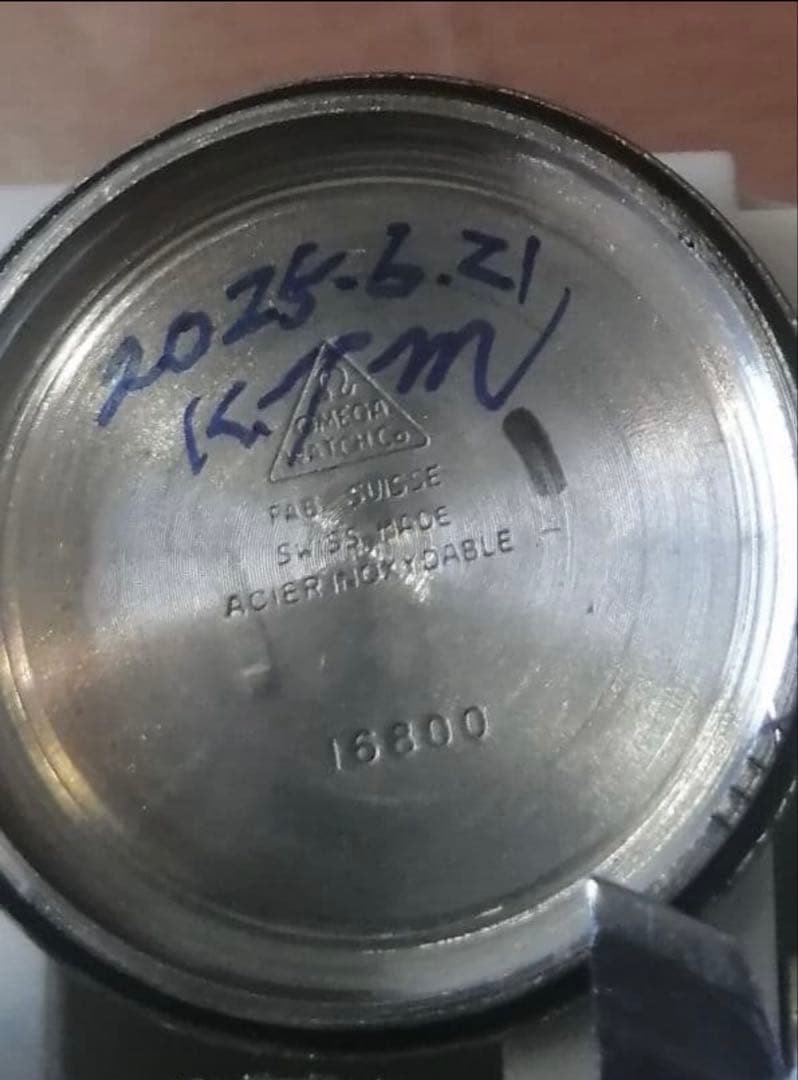 2025.6.21
K.T m
Ω
OMEGA
WATCH Co
FAB. SUISSE
SWISS MADE
ACIER INOXYDABLE
16800